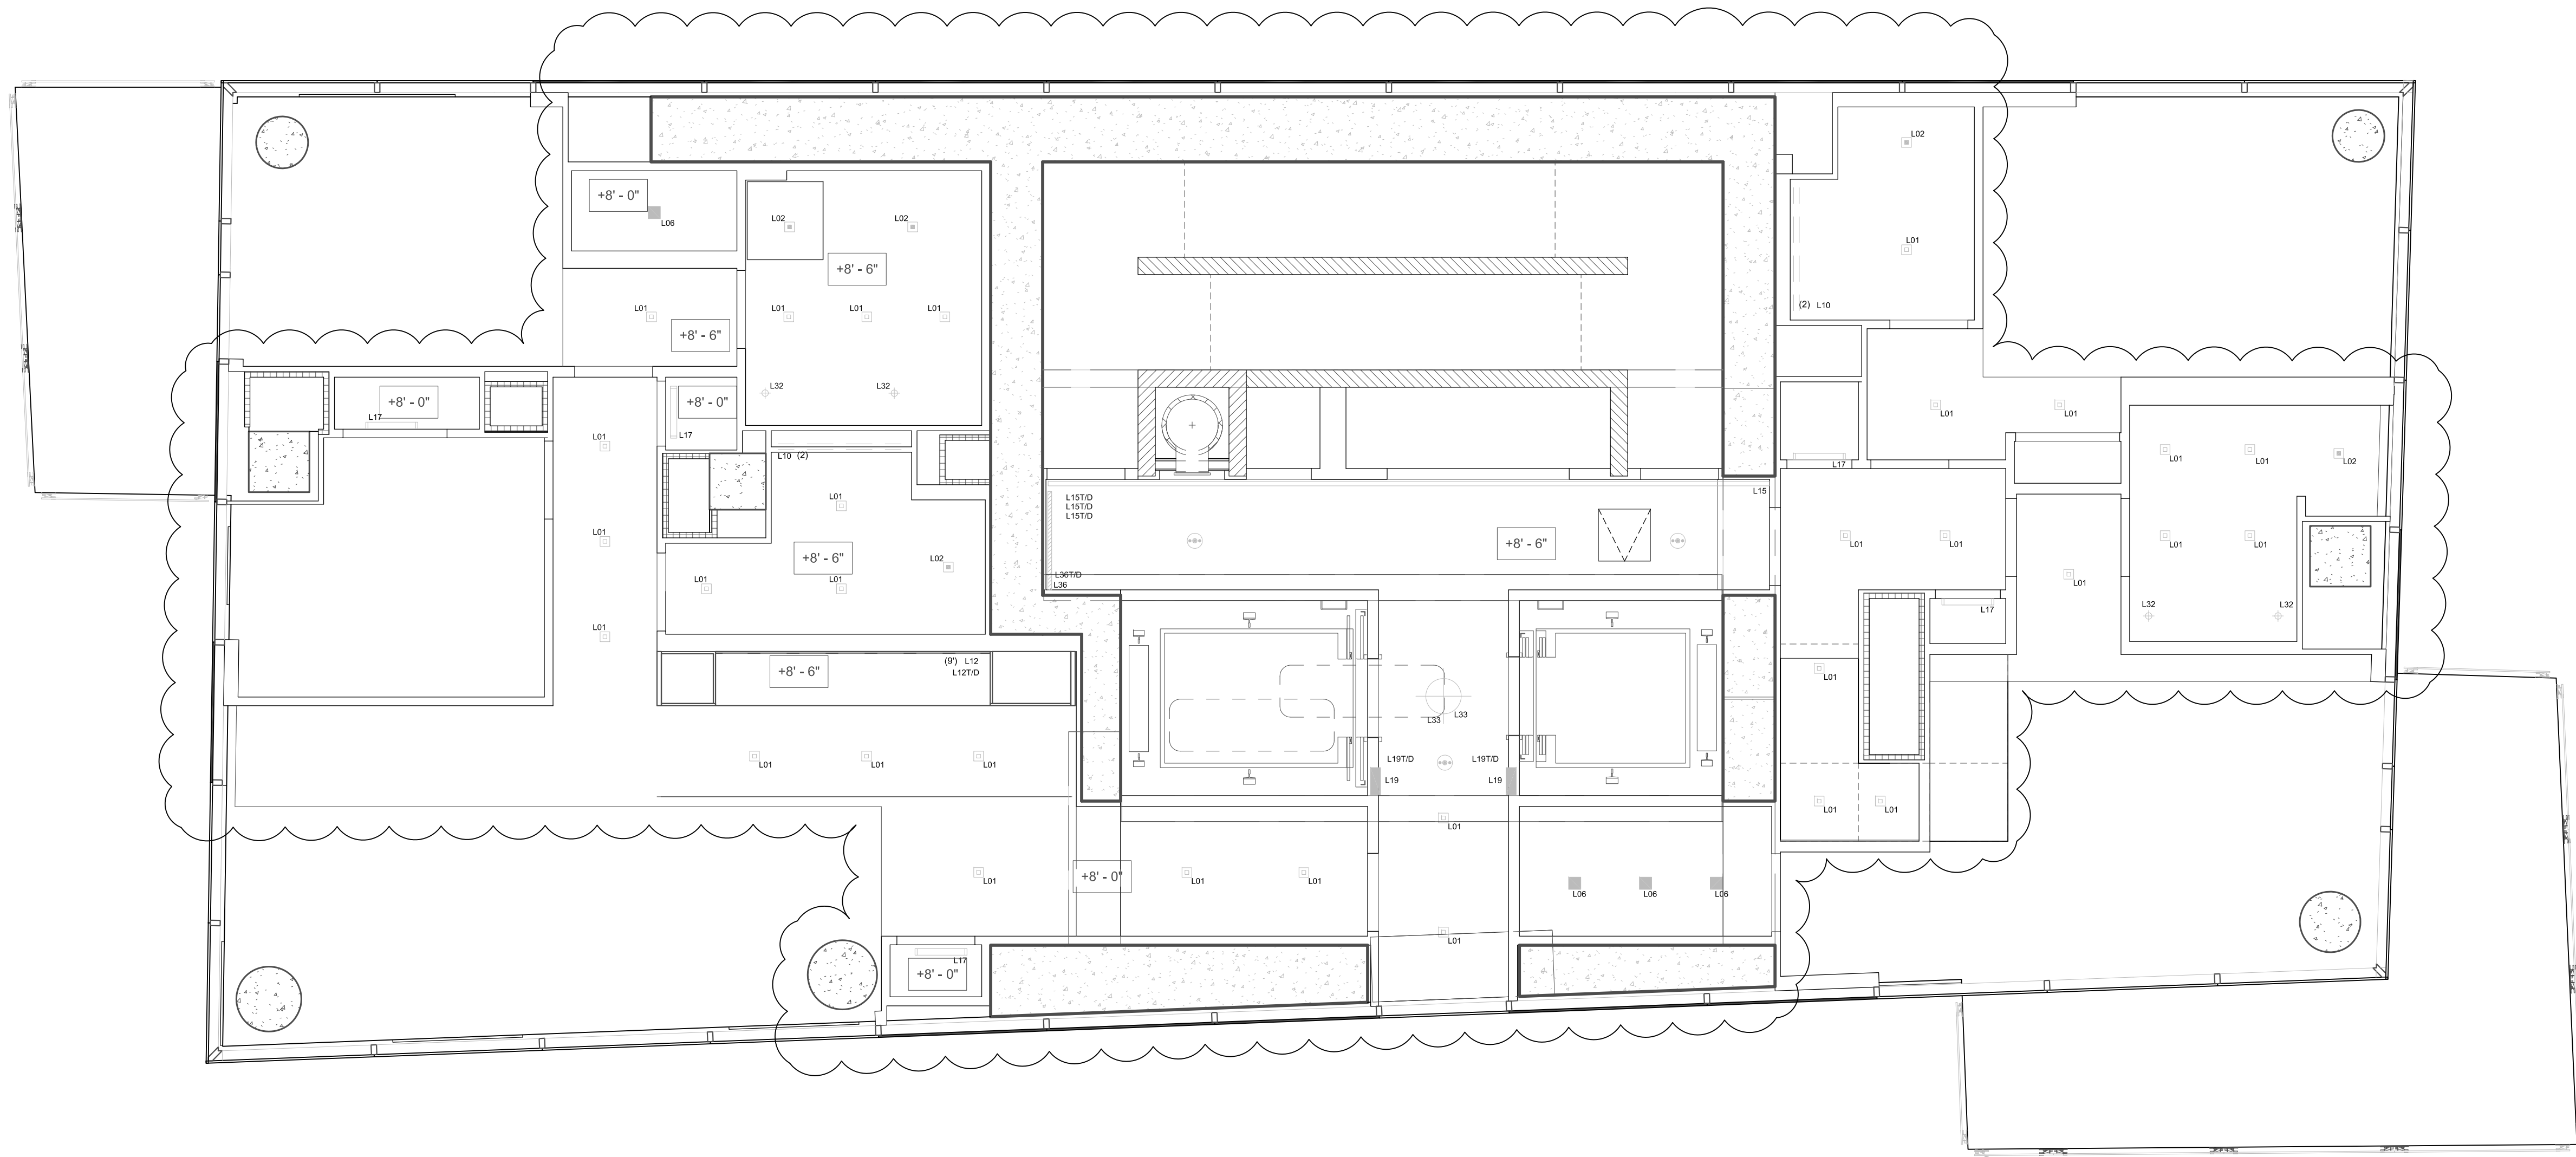 L02
+8' - 0"
L06
L02
L02
L01
+8' - 6"
L01
L01
L01
L01
(2) L10
+8' - 6"
L32
L32
+8' - 0"
L17
+8' - 0"
L01
L01
L17
L01
L01
L01
L02
L10 (2)
L17
L15T/D
L15T/D
L15T/D
L15
L01
L01
+8' - 6"
L01
L01
L01
L01
+8' - 6"
L02
L01
L01
L36T/D
L36
L01
L32
L32
L17
L01
(9') L12
L12T/D
+8' - 6"
L01
L33
L33
L01
L01
L01
L19T/D
L19T/D
L19
L19
L01
L01
L01
L01
+8' - 0"
L01
L01
L06
L06
L06
L01
L17
+8' - 0"